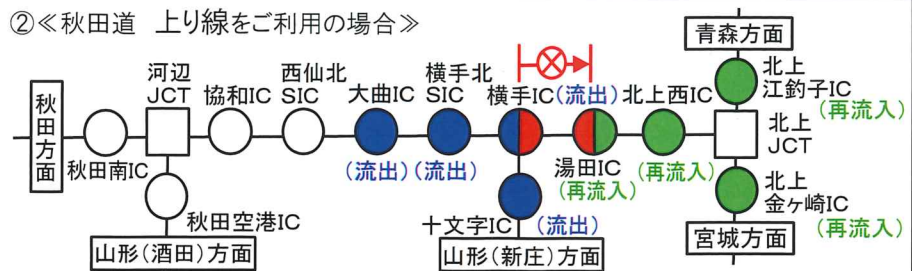 ②≪秋田道 上り線をご利用の場合≫
青森方面
河辺
JCT
協和IC
西仙北
SIC
大曲IC
横手北
SIC
横手IC
(流出)
北上西IC
北上
江釣子IC
(再流入)
秋田方面
秋田南IC
(流出)
(流出)
湯田IC
(再流入)
(再流入)
北上
JCT
秋田空港IC
十文字IC
(流出)
北上
金ヶ崎IC
(再流入)
山形(酒田)方面
山形(新庄)方面
宮城方面